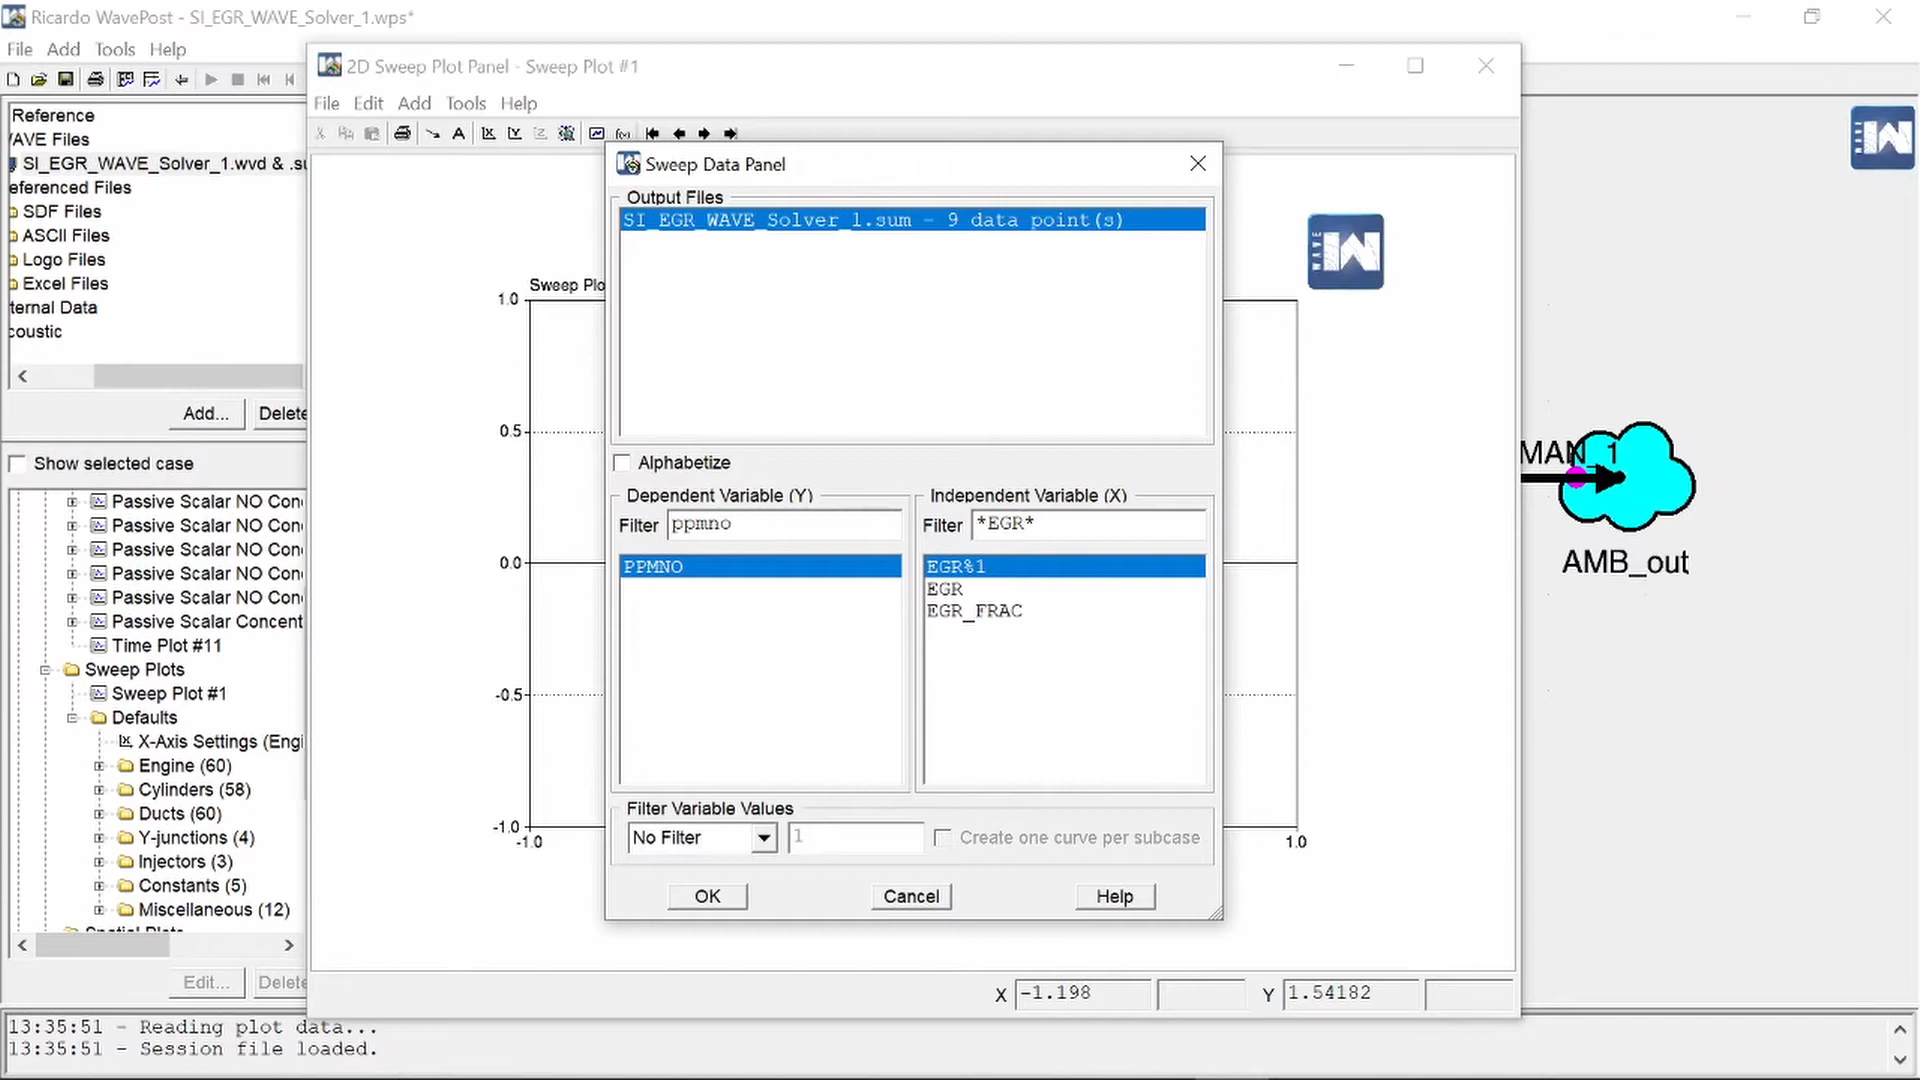 Ricardo WavePost - SI_EGR_WAVE_Solver_1.wps*
File Add Tools Help
2D Sweep Plot Panel - Sweep Plot #1
File Edit Add Tools Help
Reference
WAVE Files
SI_EGR_WAVE_Solver_1.wvd & .su
eferenced Files
SDF Files
ASCII Files
Logo Files
Excel Files
ternal Data
coustic
Add... Delete
Show selected case
Passive Scalar NO Con
Passive Scalar NO Con
Passive Scalar NO Con
Passive Scalar NO Con
Passive Scalar NO Con
Passive Scalar Concent
Time Plot #11
Sweep Plots
Sweep Plot #1
Defaults
X-Axis Settings (Engi
Engine (60)
Cylinders (58)
Ducts (60)
Y-junctions (4)
Injectors (3)
Constants (5)
Miscellaneous (12)
Spatial Plots
Edit... Delete
Sweep Plo
1.0
0.5
0.0
-0.5
-1.0
-1.0
1.0
Sweep Data Panel
Output Files
SI_EGR_WAVE_Solver_1.sum - 9 data point(s)
Alphabetize
Dependent Variable (Y)
Filter ppmno
PPMNO
Independent Variable (X)
Filter *EGR*
EGR%1
EGR
EGR_FRAC
Filter Variable Values
No Filter 1 Create one curve per subcase
OK Cancel Help
X -1.198 Y 1.54182
WAVE
WAVE
MAN_1
AMB_out
13:35:51 - Reading plot data...
13:35:51 - Session file loaded.